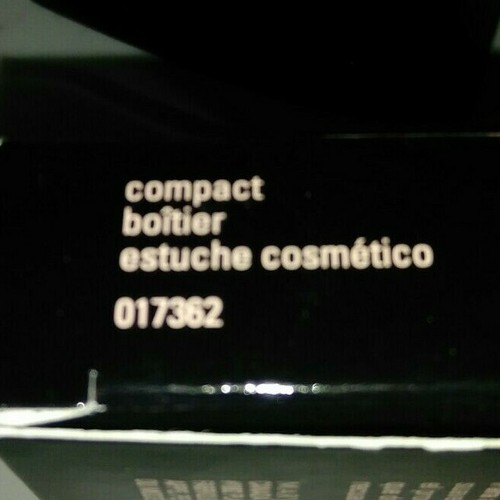 compact
boîtier
estuche cosmético
017362